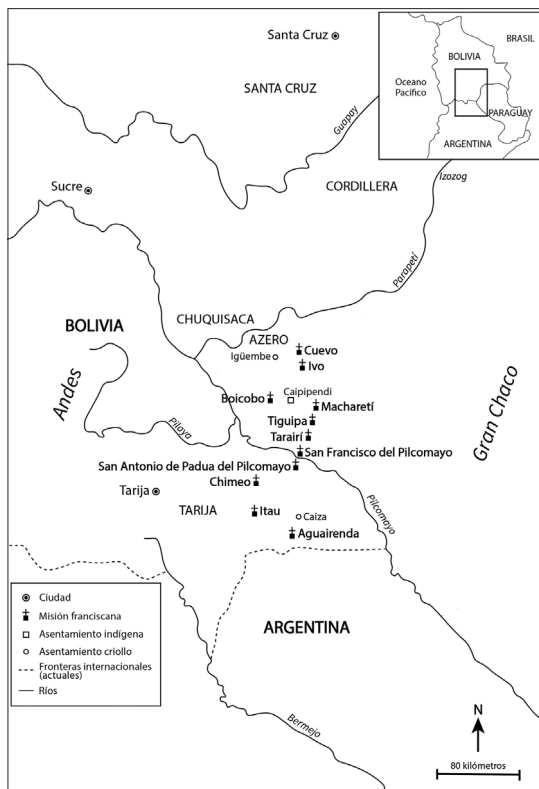 Santa Cruz
SANTA CRUZ
Guapay
BRASIL
BOLIVIA
Oceano
Pacífico
PARAGUAY
ARGENTINA
Izozog
CORDILLERA
Sucre
Parapetí
CHUQUISACA
BOLIVIA
AZERO
Igüembe
Cuevo
Ivo
Andes
Boicobo
Caipipendi
Macharetí
Gran Chaco
Tiguipa
Pilaya
Tarairí
San Francisco del Pilcomayo
San Antonio de Padua del Pilcomayo
Chimeo
Tarija
Pilcomayo
TARIJA
Itau
Caiza
Aguairenda
Ciudad
Misión franciscana
Asentamiento indígena
Asentamiento criollo
Fronteras internacionales
(actuales)
Ríos
ARGENTINA
Bermejo
N
80 kilómetros